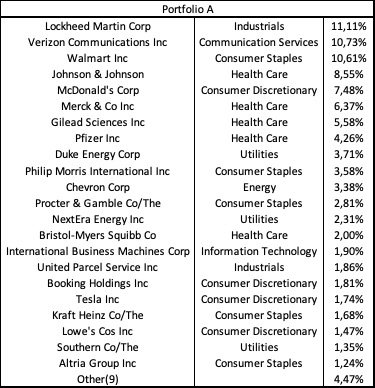 Portfolio A
Lockheed Martin Corp Industrials 11,11%
Verizon Communications Inc Communication Services 10,73%
Walmart Inc Consumer Staples 10,61%
Johnson & Johnson Health Care 8,55%
McDonald's Corp Consumer Discretionary 7,48%
Merck & Co Inc Health Care 6,37%
Gilead Sciences Inc Health Care 5,58%
Pfizer Inc Health Care 4,26%
Duke Energy Corp Utilities 3,71%
Philip Morris International Inc Consumer Staples 3,58%
Chevron Corp Energy 3,38%
Procter & Gamble Co/The Consumer Staples 2,81%
NextEra Energy Inc Utilities 2,31%
Bristol-Myers Squibb Co Health Care 2,00%
International Business Machines Corp Information Technology 1,90%
United Parcel Service Inc Industrials 1,86%
Booking Holdings Inc Consumer Discretionary 1,81%
Tesla Inc Consumer Discretionary 1,74%
Kraft Heinz Co/The Consumer Staples 1,68%
Lowe's Cos Inc Consumer Discretionary 1,47%
Southern Co/The Utilities 1,35%
Altria Group Inc Consumer Staples 1,24%
Other(9) 4,47%